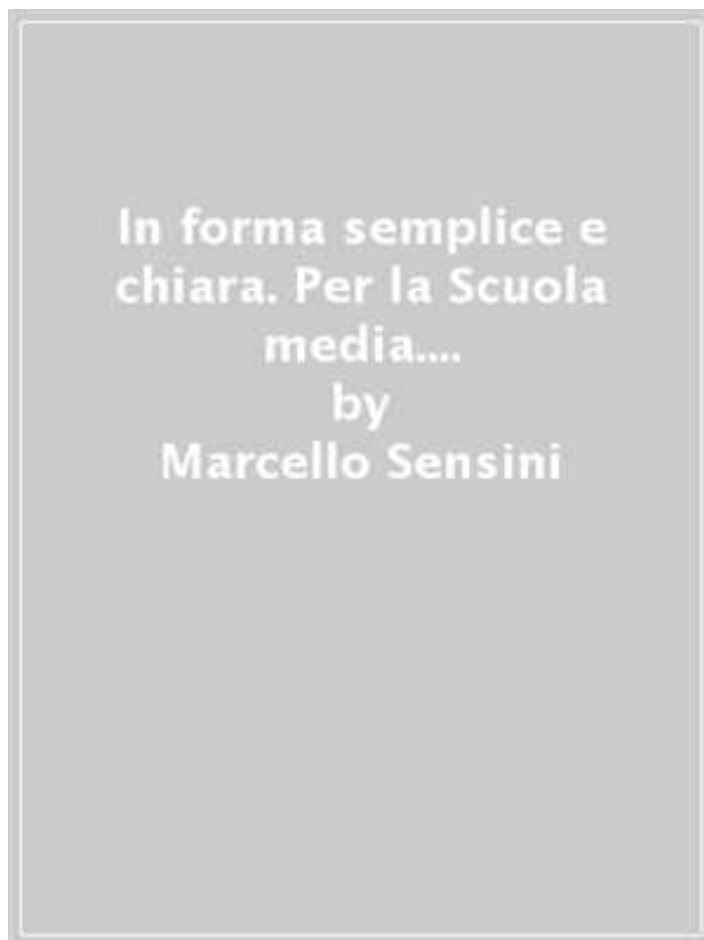 In forma semplice e
chiara. Per la Scuola
media....
by
Marcello Sensini